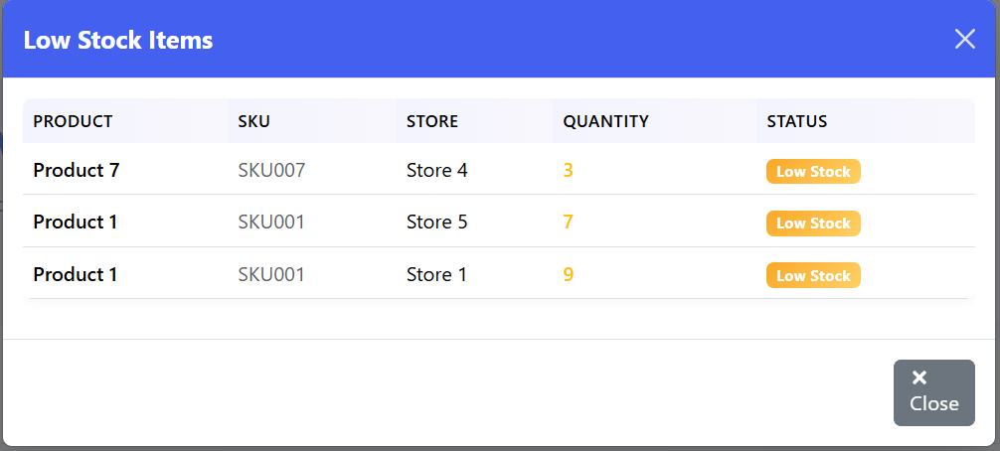 Low Stock Items
PRODUCT SKU STORE QUANTITY STATUS
Product 7 SKU007 Store 4 3 Low Stock
Product 1 SKU001 Store 5 7 Low Stock
Product 1 SKU001 Store 1 9 Low Stock
Close